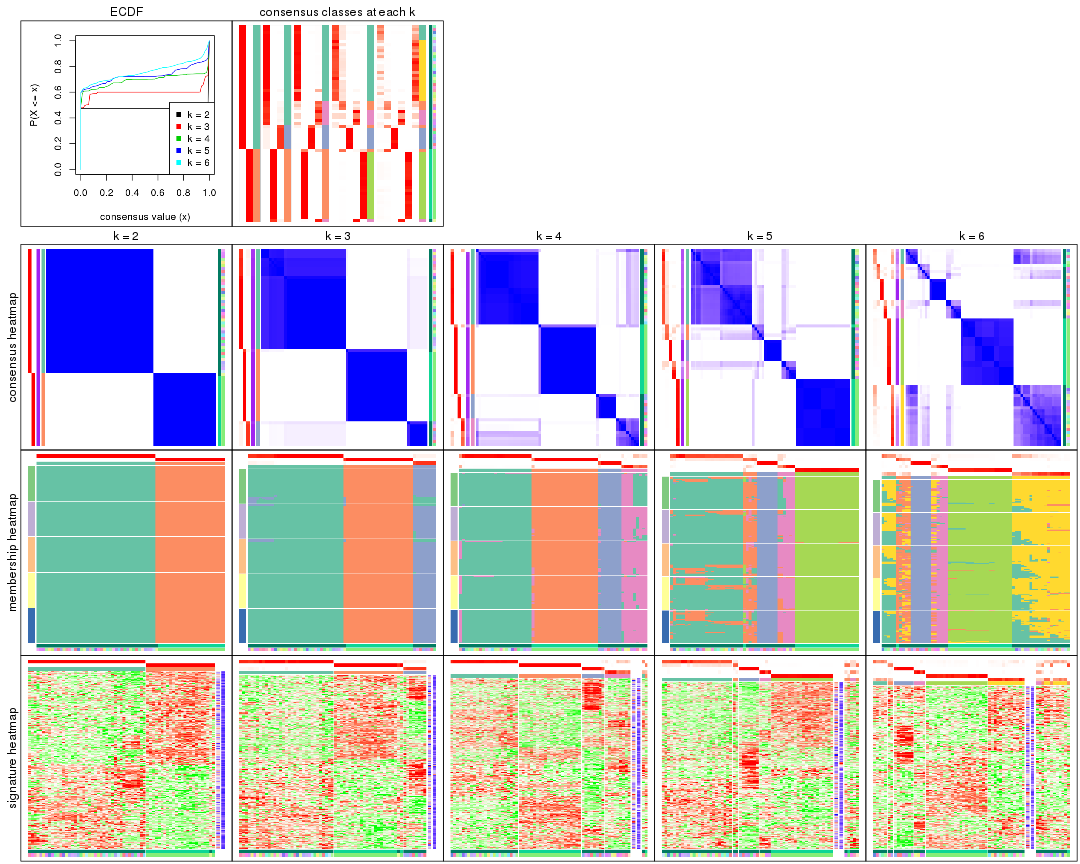 ECDF
consensus classes at each k
P(X <= x)
1.0
0.8
0.6
0.4
0.2
0.0
k = 2
k = 3
k = 4
k = 5
k = 6
0.0 0.2 0.4 0.6 0.8 1.0
consensus value (x)
k = 2
k = 3
k = 4
k = 5
k = 6
consensus heatmap
membership heatmap
signature heatmap